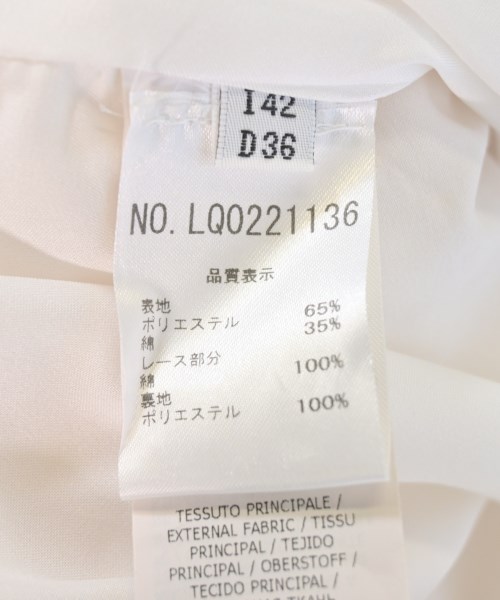 I 42
D 36
NO. LQ0221136
品質表示
表地
ポリエステル 65%
綿 35%
レース部分
綿 100%
裏地
ポリエステル 100%
TESSUTO PRINCIPALE /
EXTERNAL FABRIC / TISSU
PRINCIPAL / TEJIDO
PRINCIPAL / OBERSTOFF /
TECIDO PRINCIPAL /